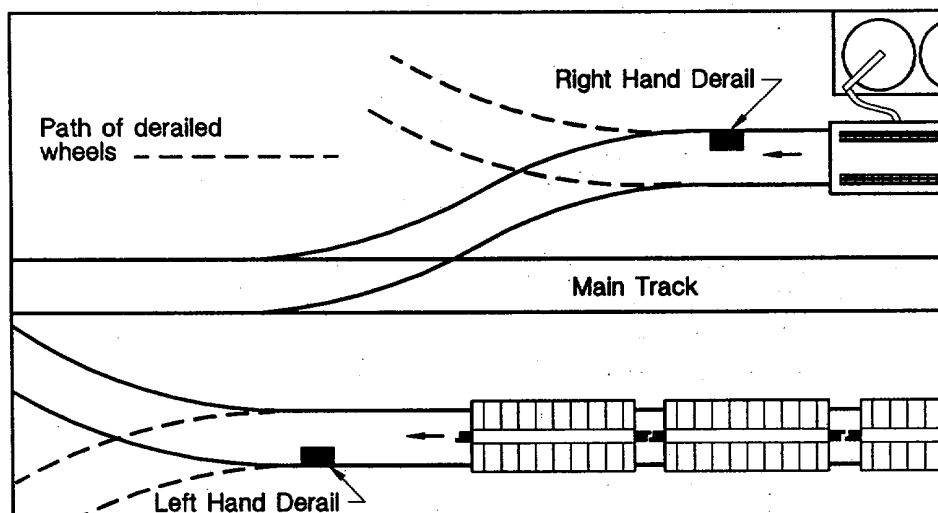 Right Hand Derail
Path of derailed
wheels
Main Track
Left Hand Derail